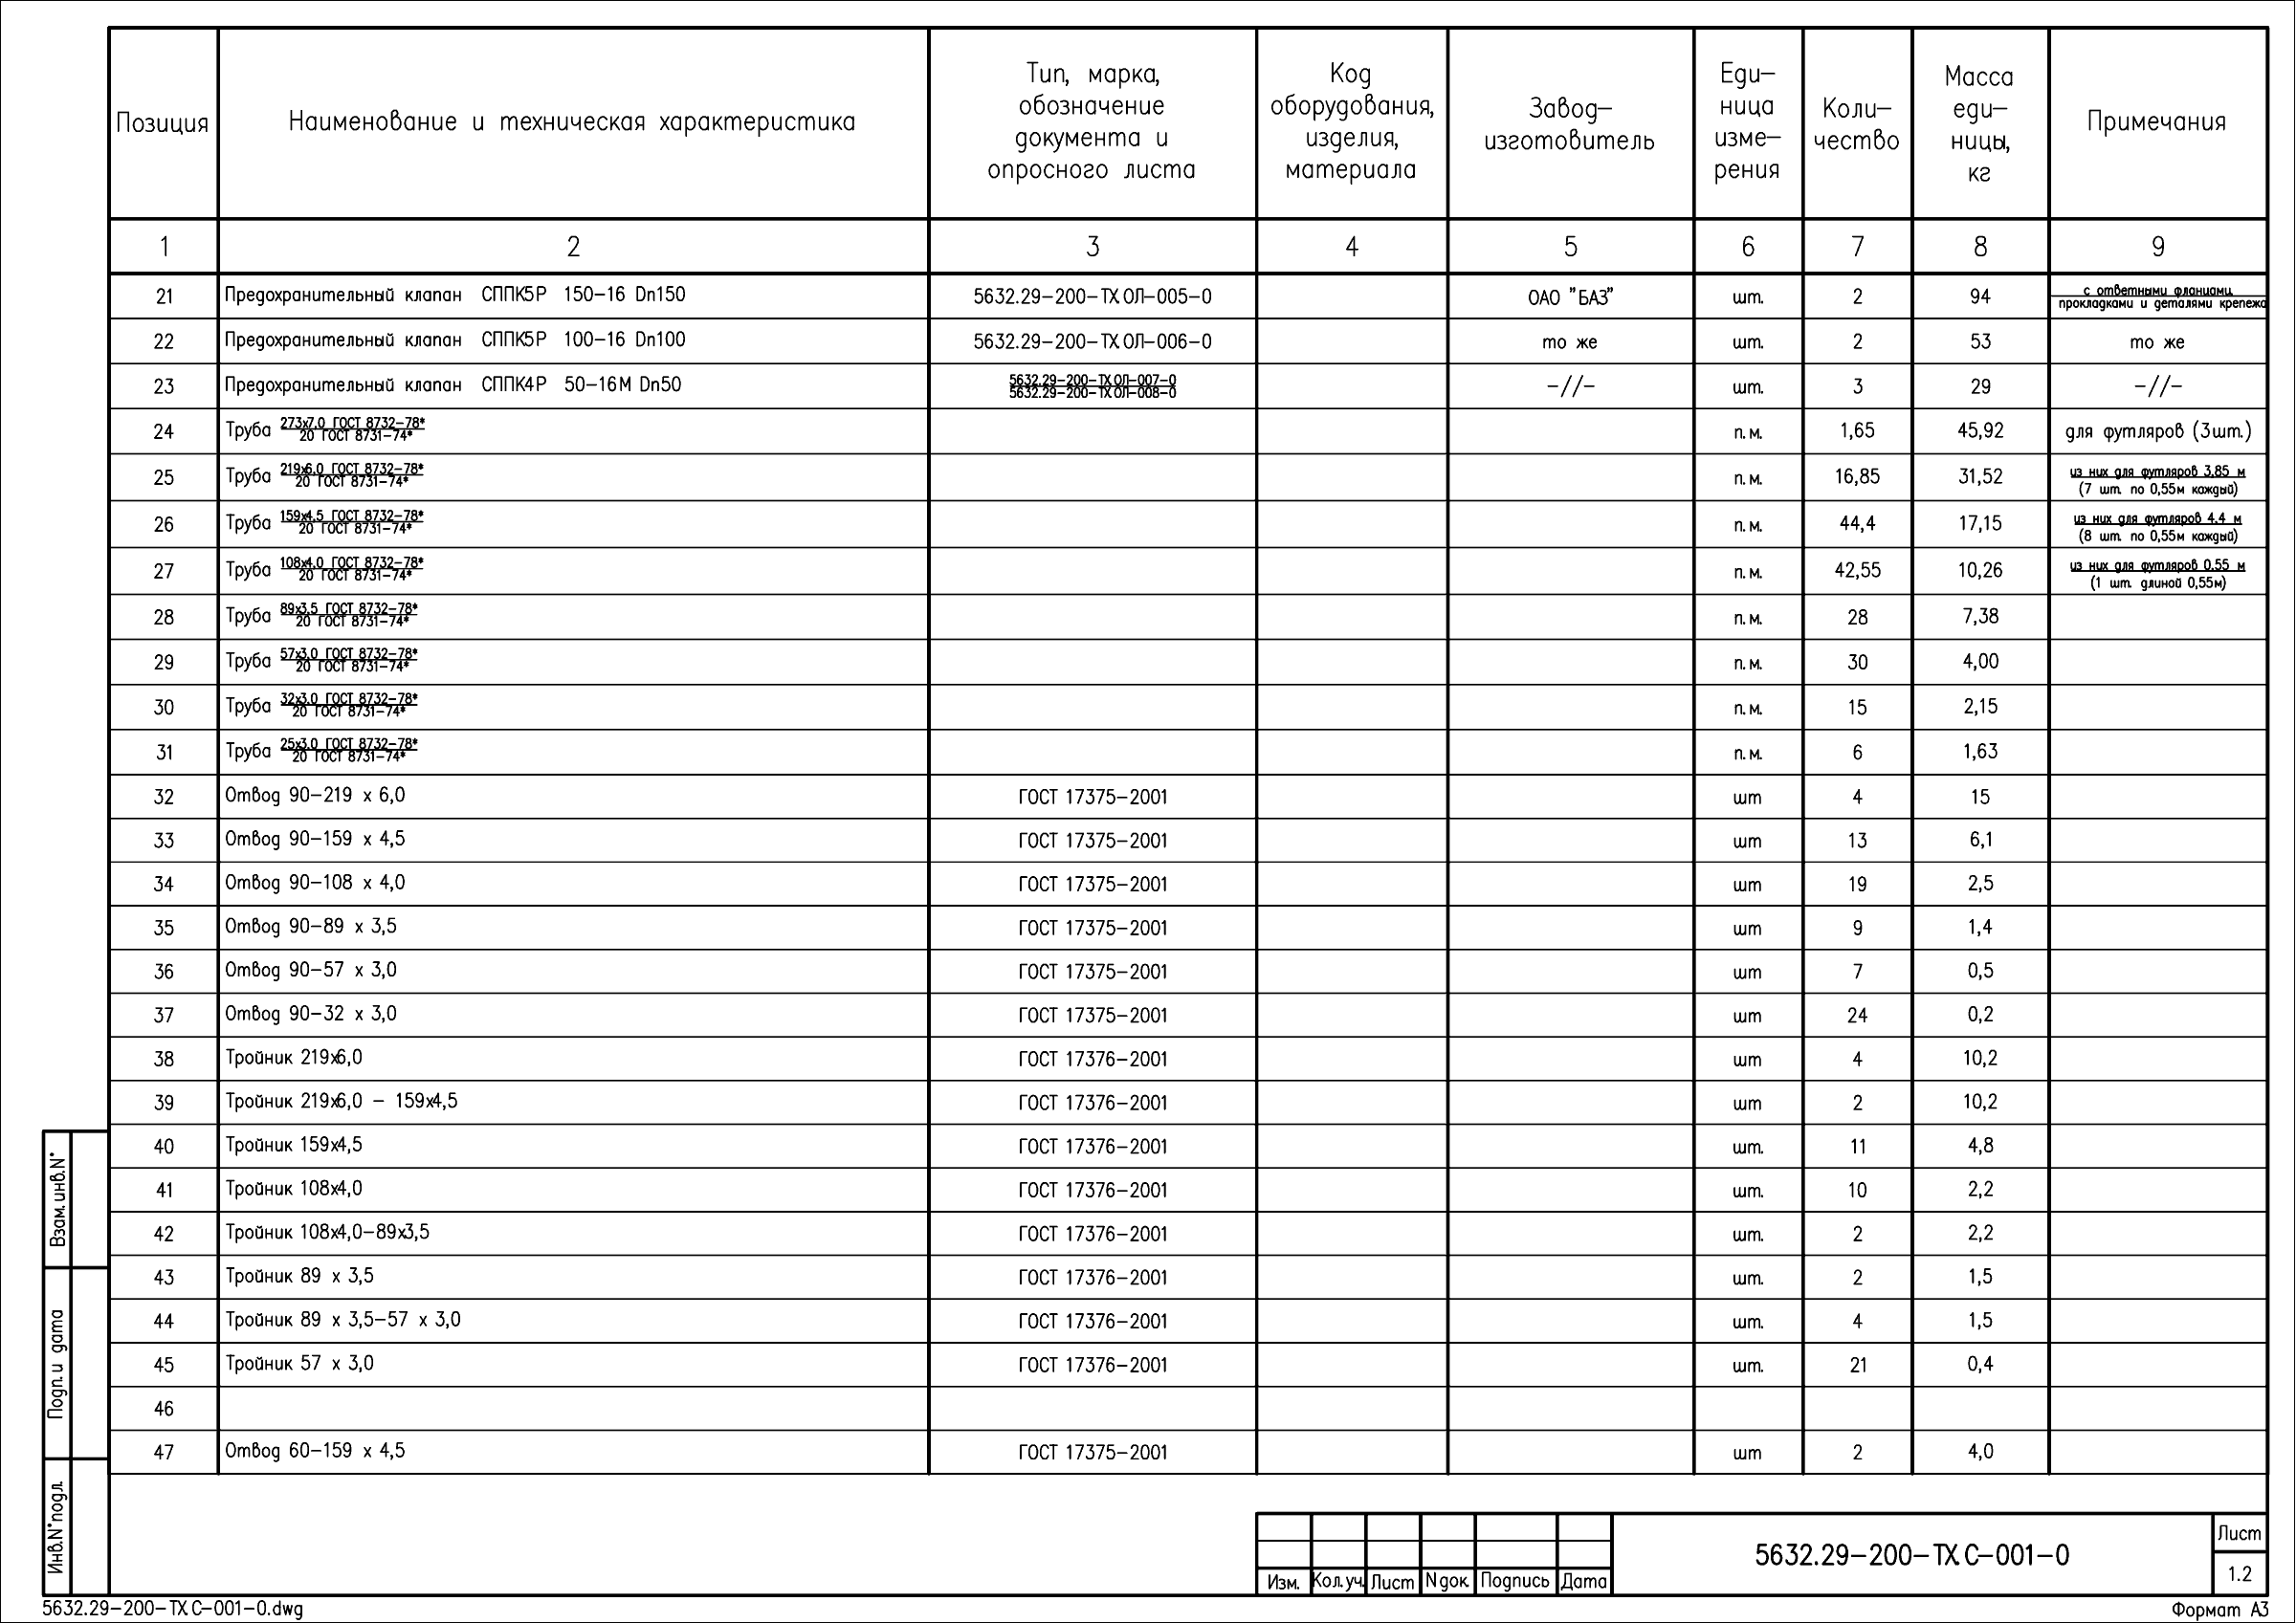 Позиция
Наименование и техническая характеристика
Тип, марка,
обозначение
документа и
опросного листа
Код
оборудования,
изделия,
материала
Завод–
изготовитель
Еди–
ница
изме–
рения
Коли–
чество
Масса
еди–
ницы,
кг
Примечания
1 2 3 4 5 6 7 8 9
21 Предохранительный клапан СППК5Р 150–16 Dn150 5632.29–200–ТХ.ОЛ–005–0 ОАО "БАЗ" шт. 2 94 с ответными фланцами,
прокладками и деталями крепежа
22 Предохранительный клапан СППК5Р 100–16 Dn100 5632.29–200–ТХ.ОЛ–006–0 то же шт. 2 53 то же
23 Предохранительный клапан СППК4Р 50–16М Dn50 5632.29–200–ТХ.ОЛ–007–0 –//– шт. 3 29 –//–
5632.29–200–ТХ.ОЛ–008–0
24 Труба 273х7,0 ГОСТ 8732–78* п.м. 1,65 45,92 для футляров (3шт.)
20 ГОСТ 8731–74*
25 Труба 219х6,0 ГОСТ 8732–78* п.м. 16,85 31,52 из них для футляров 3,85 м
20 ГОСТ 8731–74* (7 шт. по 0,55м каждый)
26 Труба 159х4,5 ГОСТ 8732–78* п.м. 44,4 17,15 из них для футляров 4,4 м
20 ГОСТ 8731–74* (8 шт. по 0,55м каждый)
27 Труба 108х4,0 ГОСТ 8732–78* п.м. 42,55 10,26 из них для футляров 0,55 м
20 ГОСТ 8731–74* (1 шт. длиной 0,55м)
28 Труба 89х3,5 ГОСТ 8732–78* п.м. 28 7,38
20 ГОСТ 8731–74*
29 Труба 57х3,0 ГОСТ 8732–78* п.м. 30 4,00
20 ГОСТ 8731–74*
30 Труба 32х3,0 ГОСТ 8732–78* п.м. 15 2,15
20 ГОСТ 8731–74*
31 Труба 25х3,0 ГОСТ 8732–78* п.м. 6 1,63
20 ГОСТ 8731–74*
32 Отвод 90–219 х 6,0 ГОСТ 17375–2001 шт 4 15
33 Отвод 90–159 х 4,5 ГОСТ 17375–2001 шт 13 6,1
34 Отвод 90–108 х 4,0 ГОСТ 17375–2001 шт 19 2,5
35 Отвод 90–89 х 3,5 ГОСТ 17375–2001 шт 9 1,4
36 Отвод 90–57 х 3,0 ГОСТ 17375–2001 шт 7 0,5
37 Отвод 90–32 х 3,0 ГОСТ 17375–2001 шт 24 0,2
38 Тройник 219х6,0 ГОСТ 17376–2001 шт 4 10,2
39 Тройник 219х6,0 – 159х4,5 ГОСТ 17376–2001 шт 2 10,2
40 Тройник 159х4,5 ГОСТ 17376–2001 шт. 11 4,8
41 Тройник 108х4,0 ГОСТ 17376–2001 шт. 10 2,2
42 Тройник 108х4,0–89х3,5 ГОСТ 17376–2001 шт. 2 2,2
43 Тройник 89 х 3,5 ГОСТ 17376–2001 шт. 2 1,5
44 Тройник 89 х 3,5–57 х 3,0 ГОСТ 17376–2001 шт. 4 1,5
45 Тройник 57 х 3,0 ГОСТ 17376–2001 шт. 21 0,4
46
47 Отвод 60–159 х 4,5 ГОСТ 17375–2001 шт 2 4,0
Взам.инв.N°
Подп.и дата
Инв.N°подл.
Изм. Кол.уч. Лист Nдок. Подпись Дата
5632.29–200–ТХ.С–001–0
Лист
1.2
5632.29–200–ТХ.С–001–0.dwg
Формат А3